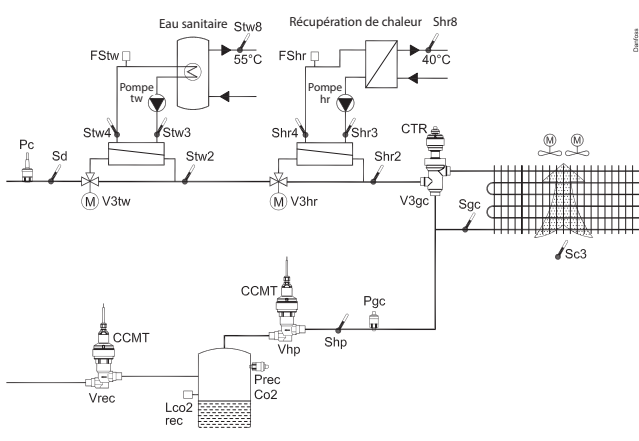 Eau sanitaire
Stw8
Récupération de chaleur
Shr8
Danfoss
FStw
55°C
FShr
40°C
Pompe
tw
Pompe
hr
CTR
M
M
Pc
Sd
Stw4
Stw3
Stw2
Shr4
Shr3
Shr2
M
V3tw
M
V3hr
V3gc
Sgc
Sc3
CCMT
Pgc
CCMT
Vhp
Shp
Vrec
Prec
Co2
Lco2
rec